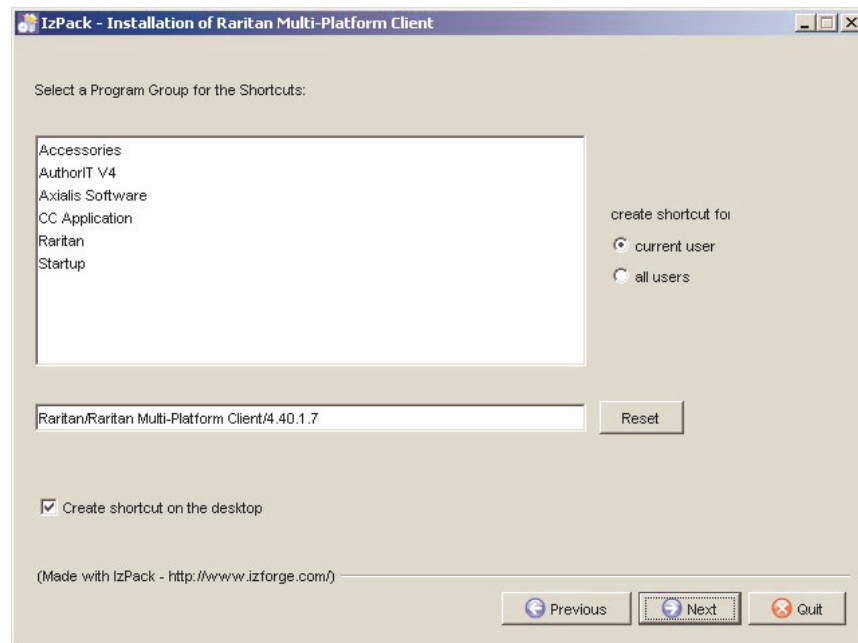 IzPack - Installation of Raritan Multi-Platform Client
Select a Program Group for the Shortcuts:
Accessories
AuthorIT V4
Axialis Software
CC Application
Raritan
Startup
create shortcut for
current user
all users
Raritan/Raritan Multi-Platform Client/4.40.1.7
Reset
Create shortcut on the desktop
(Made with IzPack - http://www.izforge.com/)
Previous
Next
Quit